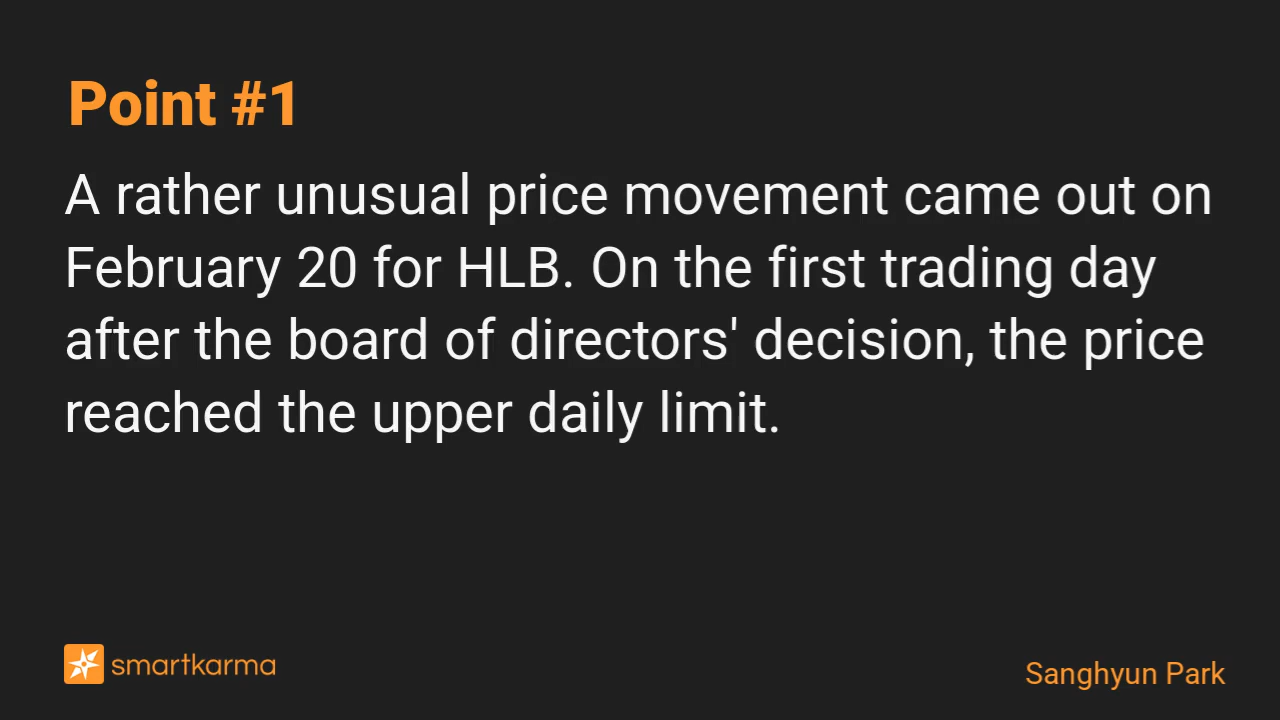 Point #1
A rather unusual price movement came out on
February 20 for HLB. On the first trading day
after the board of directors' decision, the price
reached the upper daily limit.
smartkarma
Sanghyun Park